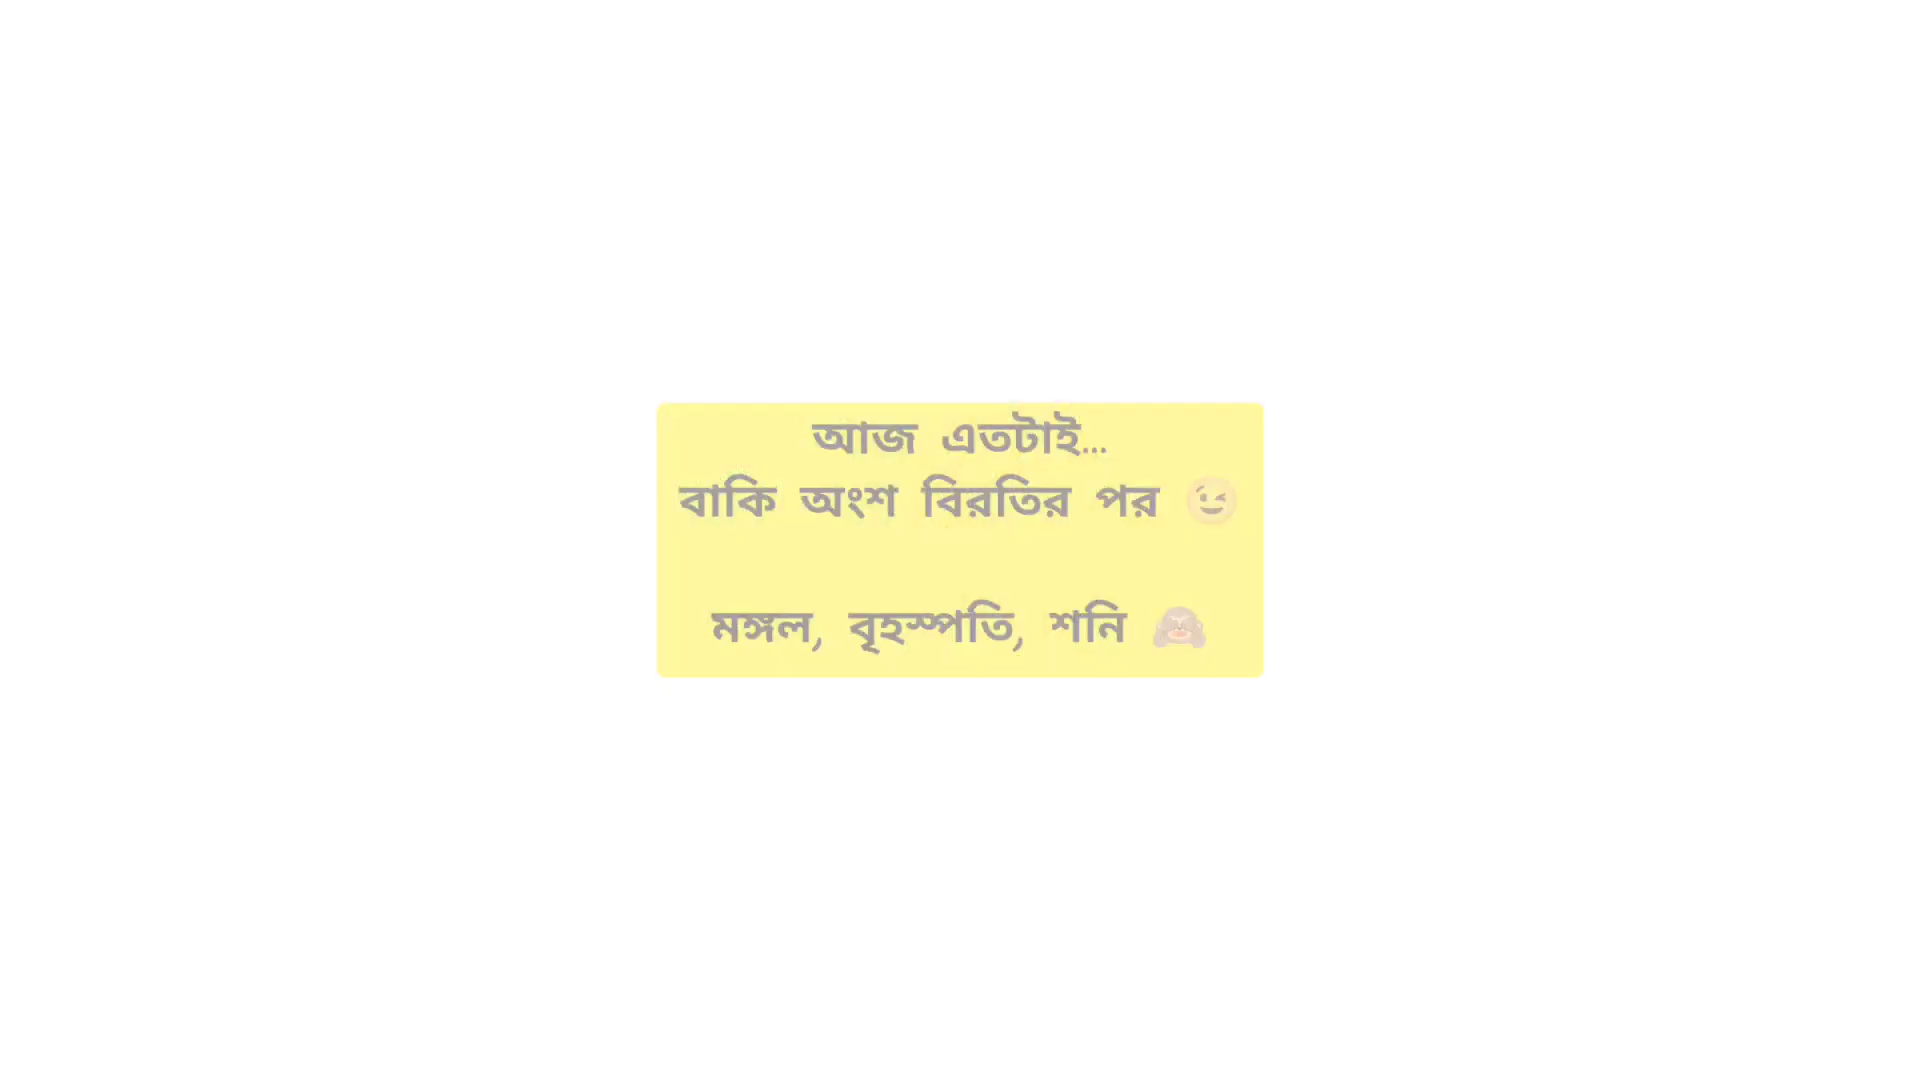 আজ এতটাই...
বাকি অংশ বিরতির পর 😉
মঙ্গল, বৃহস্পতি, শনি 🙈